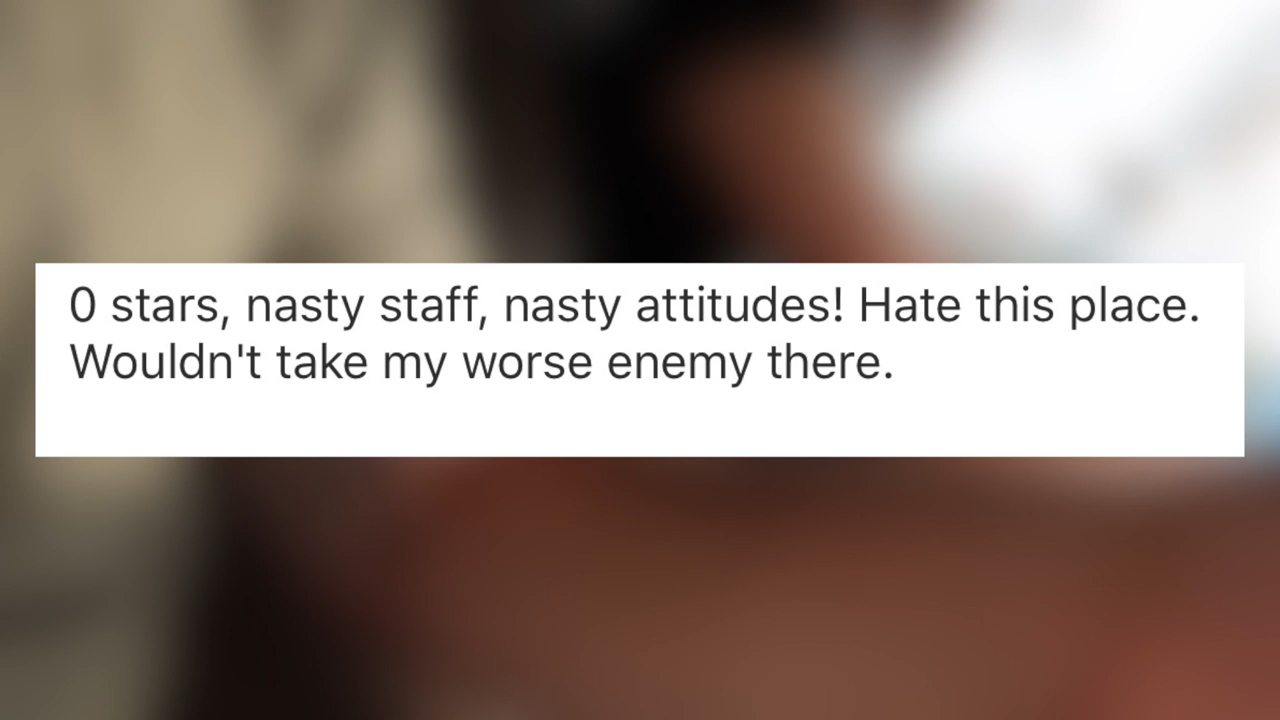 0 stars, nasty staff, nasty attitudes! Hate this place.
Wouldn't take my worse enemy there.